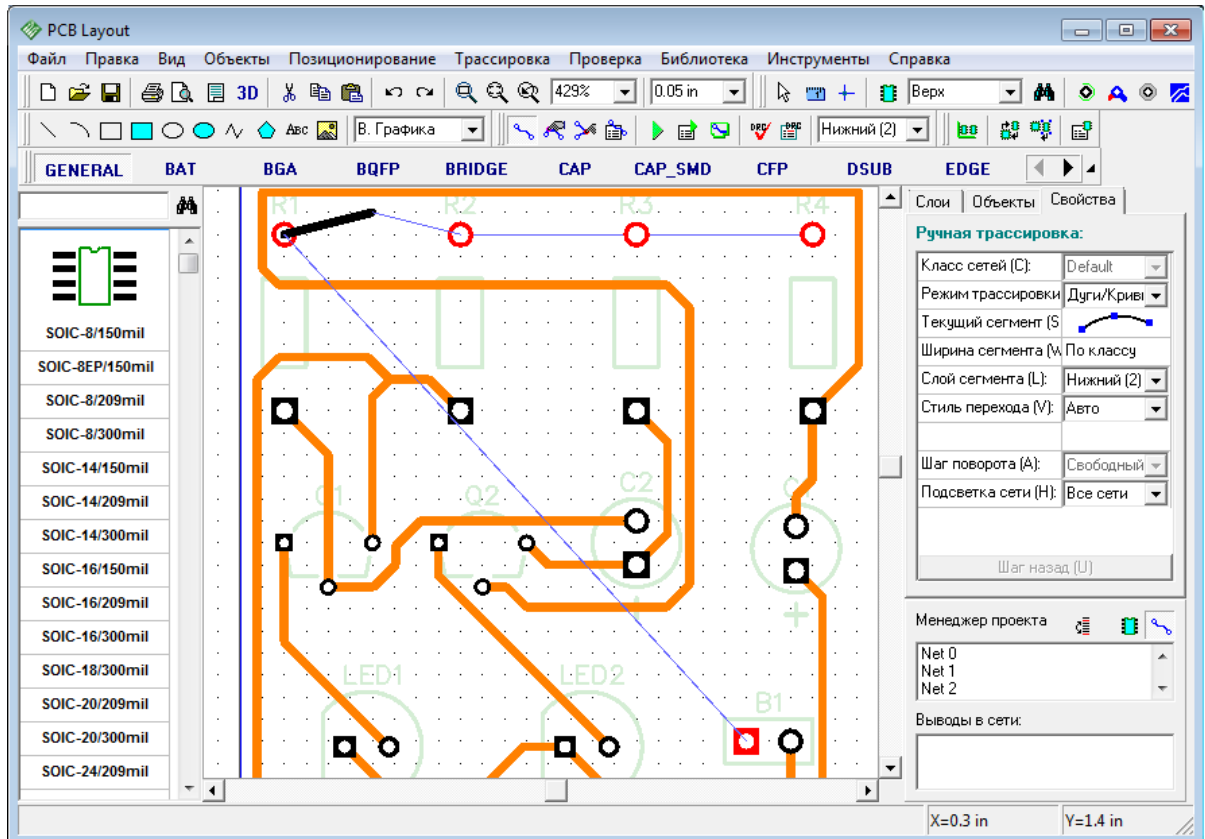 PCB Layout
Файл Правка Вид Объекты Позиционирование Трассировка Проверка Библиотека Инструменты Справка
3D 429% 0.05 in Верх
ABC В. Графика DRC DRC Нижний (2)
GENERAL BAT BGA BQFP BRIDGE CAP CAP_SMD CFP DSUB EDGE
Слои Объекты Свойства
R1 R2 R3 R4
Ручная трассировка:
Класс сетей (C): Default
Режим трассировки Дуги/Криві
Текущий сегмент (S
Ширина сегмента (W По классу
Слой сегмента (L): Нижний (2)
Стиль перехода (V): Авто
Шаг поворота (A): Свободный
Подсветка сети (H): Все сети
Шаг назад (U)
SOIC-8/150mil
SOIC-8EP/150mil
SOIC-8/209mil
SOIC-8/300mil
SOIC-14/150mil
SOIC-14/209mil
SOIC-14/300mil
SOIC-16/150mil
SOIC-16/209mil
SOIC-16/300mil
SOIC-18/300mil
SOIC-20/209mil
SOIC-20/300mil
SOIC-24/209mil
Q2 C2
+ +
LED1 LED2 B1
Менеджер проекта
Net 0
Net 1
Net 2
Выводы в сети:
X=0.3 in Y=1.4 in